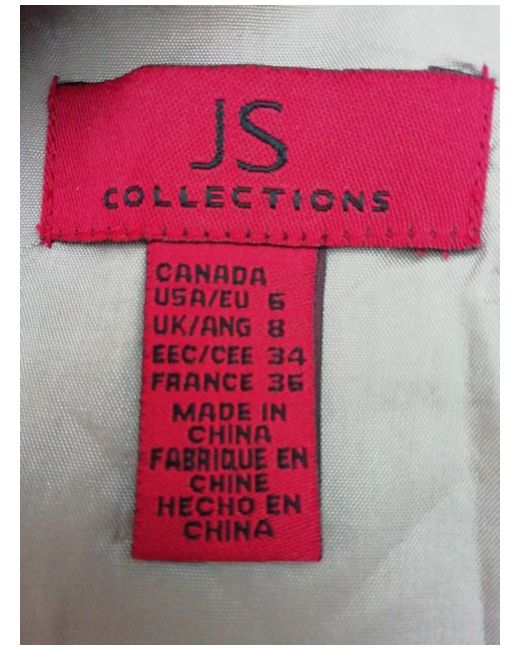 JS
COLLECTIONS
CANADA
USA/EU 6
UK/ANG 8
EEC/CEE 34
FRANCE 36
MADE IN
CHINA
FABRIQUE EN
CHINE
HECHO EN
CHINA